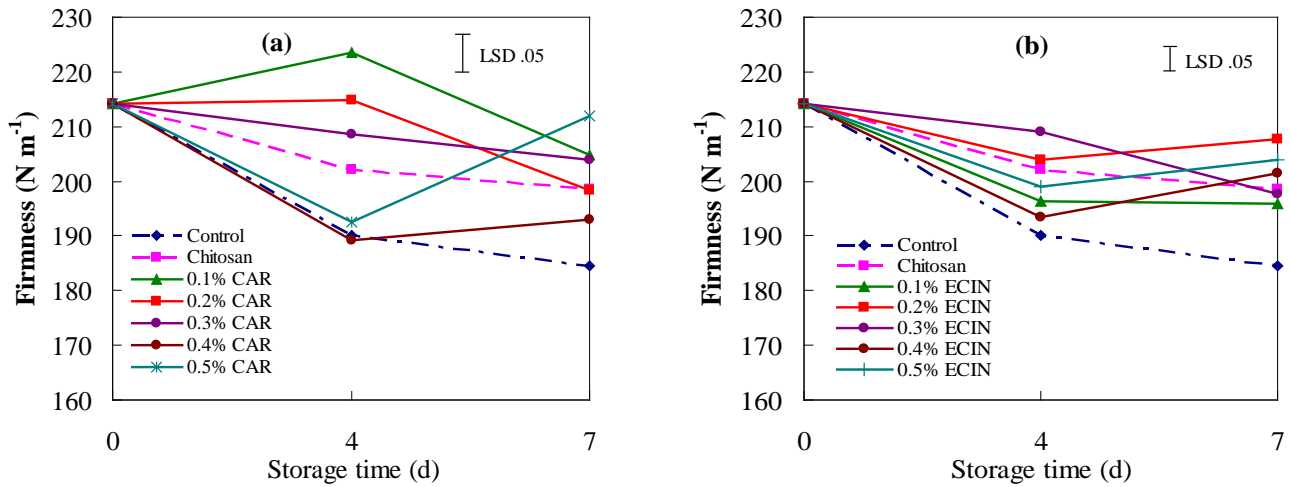 230
220
210
200
190
180
170
160
Firmness (N m⁻¹)
(a)
LSD .05
Control
Chitosan
0.1% CAR
0.2% CAR
0.3% CAR
0.4% CAR
0.5% CAR
0 4 7
Storage time (d)
230
220
210
200
190
180
170
160
Firmness (N m⁻¹)
(b)
LSD .05
Control
Chitosan
0.1% ECIN
0.2% ECIN
0.3% ECIN
0.4% ECIN
0.5% ECIN
0 4 7
Storage time (d)